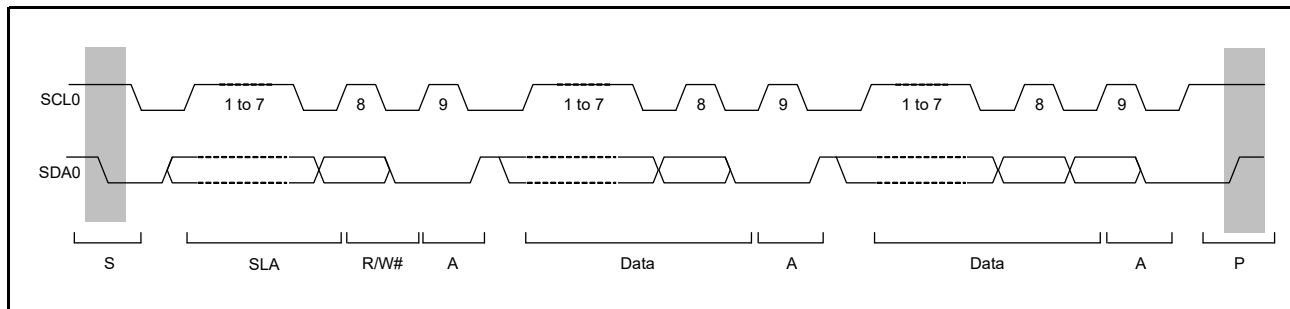 SCL0 1 to 7 8 9 1 to 7 8 9 1 to 7 8 9
SDA0
S SLA R/W# A Data A Data A P